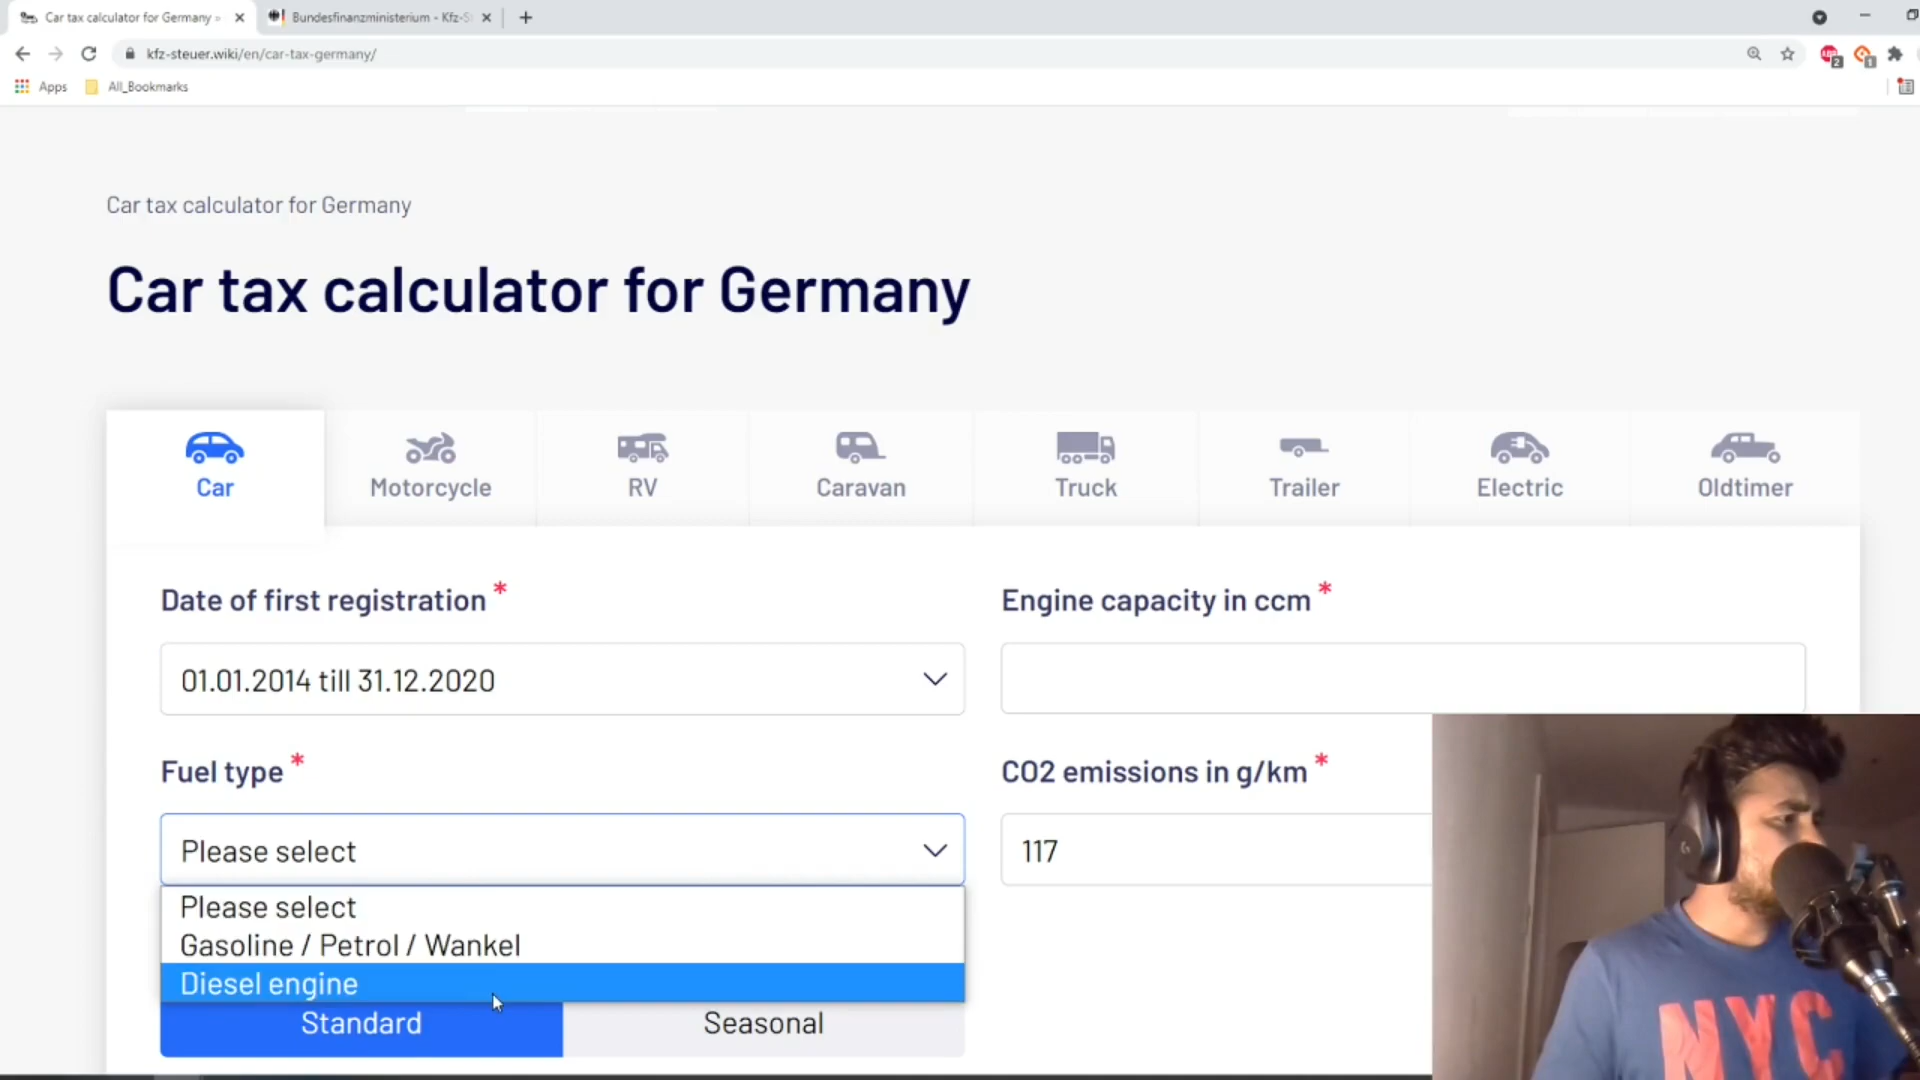 Car tax calculator for Germany »
Bundesfinanzministerium - Kfz-S
kfz-steuer.wiki/en/car-tax-germany/
2
1
Apps
All_Bookmarks
Car tax calculator for Germany
Car tax calculator for Germany
Car
Motorcycle
RV
Caravan
Truck
Trailer
Electric
Oldtimer
Date of first registration *
Engine capacity in ccm *
01.01.2014 till 31.12.2020
Fuel type *
CO2 emissions in g/km *
Please select
117
Please select
Gasoline / Petrol / Wankel
Diesel engine
Standard
Seasonal
NYC